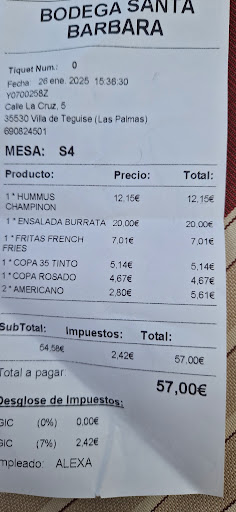 BODEGA SANTA
BARBARA
Tiquet Num.: 0
Fecha: 26 ene. 2025 15:36:30
Y0700258Z
Calle La Cruz, 5
35530 Villa de Teguise (Las Palmas)
690824501
MESA: S4
Producto: Precio: Total:
1 * HUMMUS 12,15€ 12,15€
CHAMPINON
1 * ENSALADA BURRATA 20,00€ 20,00€
1 * FRITAS FRENCH 7,01€ 7,01€
FRIES
1 * COPA 35 TINTO 5,14€ 5,14€
1 * COPA ROSADO 4,67€ 4,67€
2 * AMERICANO 2,80€ 5,61€
SubTotal: Impuestos: Total:
54,58€ 2,42€ 57,00€
Total a pagar:
57,00€
Desglose de Impuestos:
GIC (0%) 0,00€
GIC (7%) 2,42€
mpleado: ALEXA